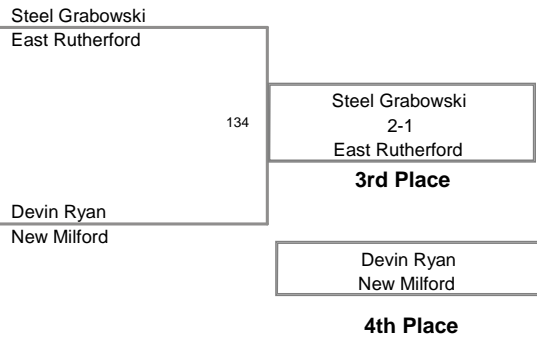 Steel Grabowski
East Rutherford
134
Steel Grabowski
2-1
East Rutherford
3rd Place
Devin Ryan
New Milford
Devin Ryan
New Milford
4th Place